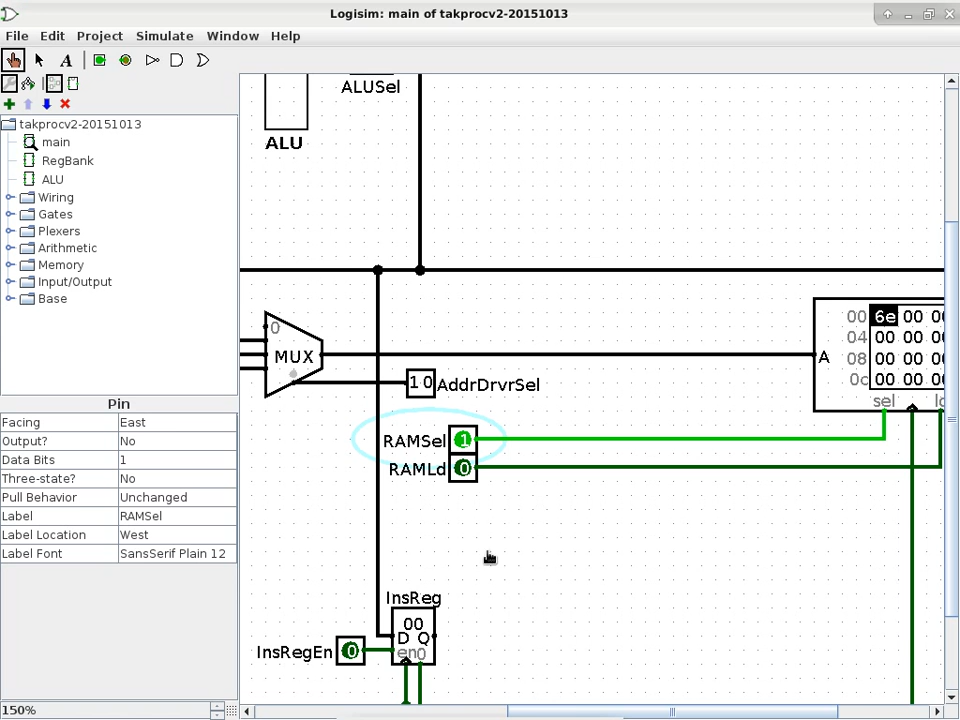 Logisim: main of takprocv2-20151013
File Edit Project Simulate Window Help
takprocv2-20151013
main
RegBank
ALU
Wiring
Gates
Plexers
Arithmetic
Memory
Input/Output
Base
Pin
Facing East
Output? No
Data Bits 1
Three-state? No
Pull Behavior Unchanged
Label RAMSel
Label Location West
Label Font SansSerif Plain 12
150%
ALUSel
ALU
0
MUX
1 0 AddrDrvrSel
RAMSel 1
RAMLd 0
A
00 6e 00 00
04 00 00 00
08 00 00 00
0c 00 00 00
sel
InsReg
00
D Q
en0
InsRegEn 0